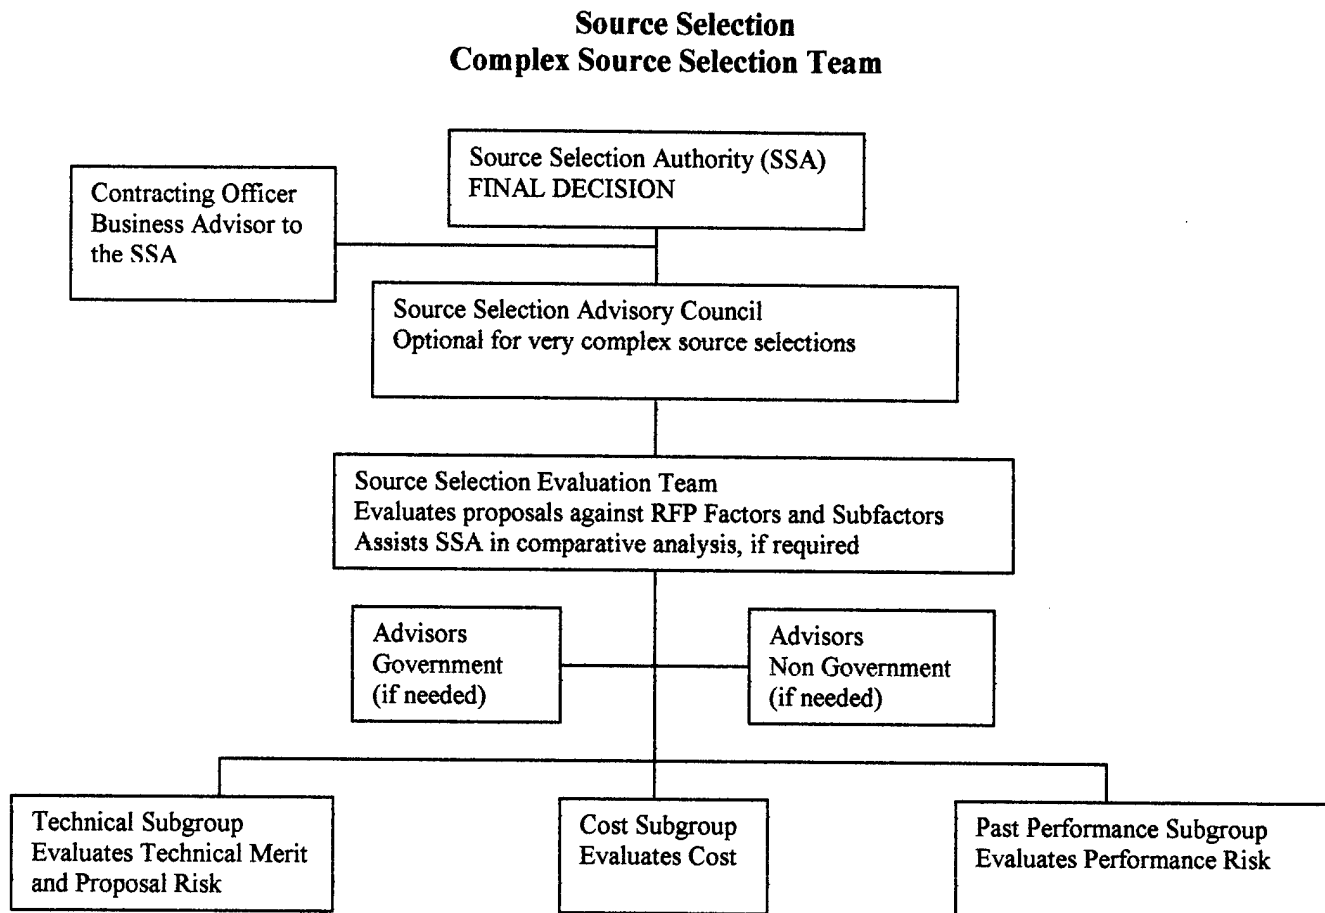 Source Selection
Complex Source Selection Team
Source Selection Authority (SSA)
FINAL DECISION
Contracting Officer
Business Advisor to
the SSA
Source Selection Advisory Council
Optional for very complex source selections
Source Selection Evaluation Team
Evaluates proposals against RFP Factors and Subfactors
Assists SSA in comparative analysis, if required
Advisors
Government
(if needed)
Advisors
Non Government
(if needed)
Technical Subgroup
Evaluates Technical Merit
and Proposal Risk
Cost Subgroup
Evaluates Cost
Past Performance Subgroup
Evaluates Performance Risk